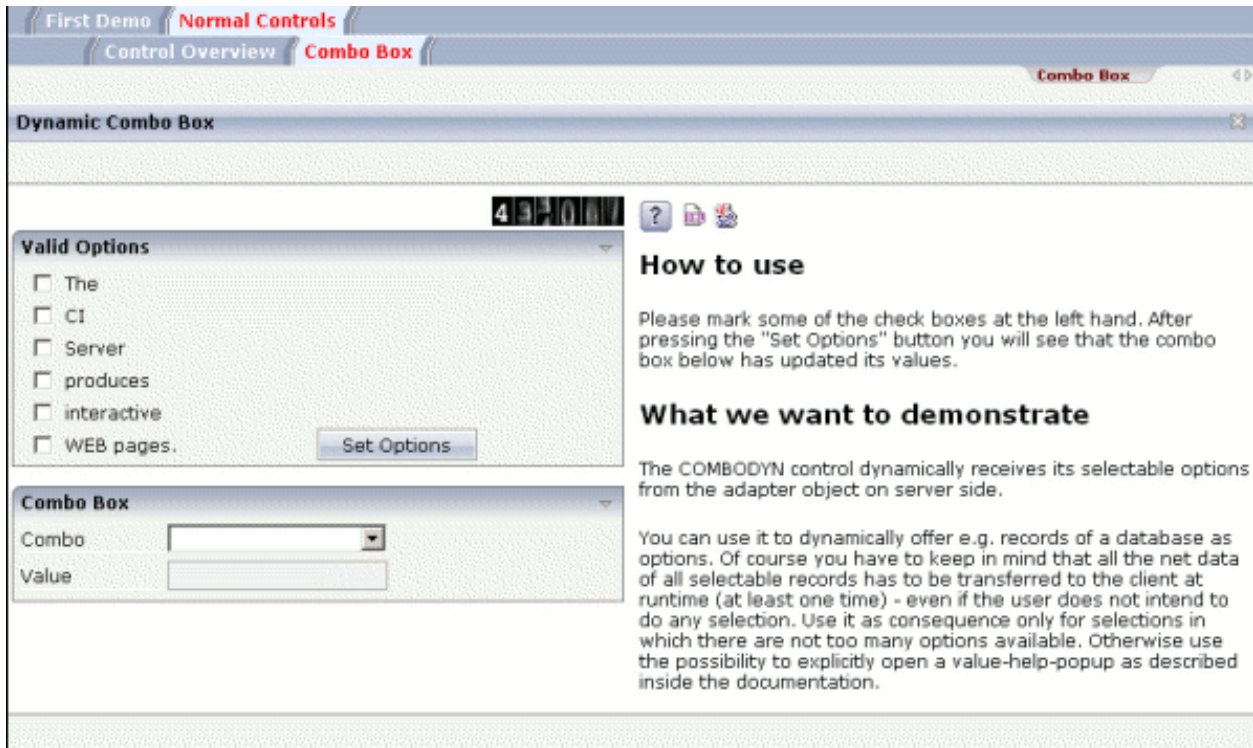 First Demo Normal Controls
Control Overview Combo Box
Combo Box
Dynamic Combo Box
Valid Options
The
CI
Server
produces
interactive
WEB pages.
Set Options
Combo Box
Combo
Value
?
How to use
Please mark some of the check boxes at the left hand. After
pressing the "Set Options" button you will see that the combo
box below has updated its values.
What we want to demonstrate
The COMBODYN control dynamically receives its selectable options
from the adapter object on server side.
You can use it to dynamically offer e.g. records of a database as
options. Of course you have to keep in mind that all the net data
of all selectable records has to be transferred to the client at
runtime (at least one time) - even if the user does not intend to
do any selection. Use it as consequence only for selections in
which there are not too many options available. Otherwise use
the possibility to explicitly open a value-help-popup as described
inside the documentation.